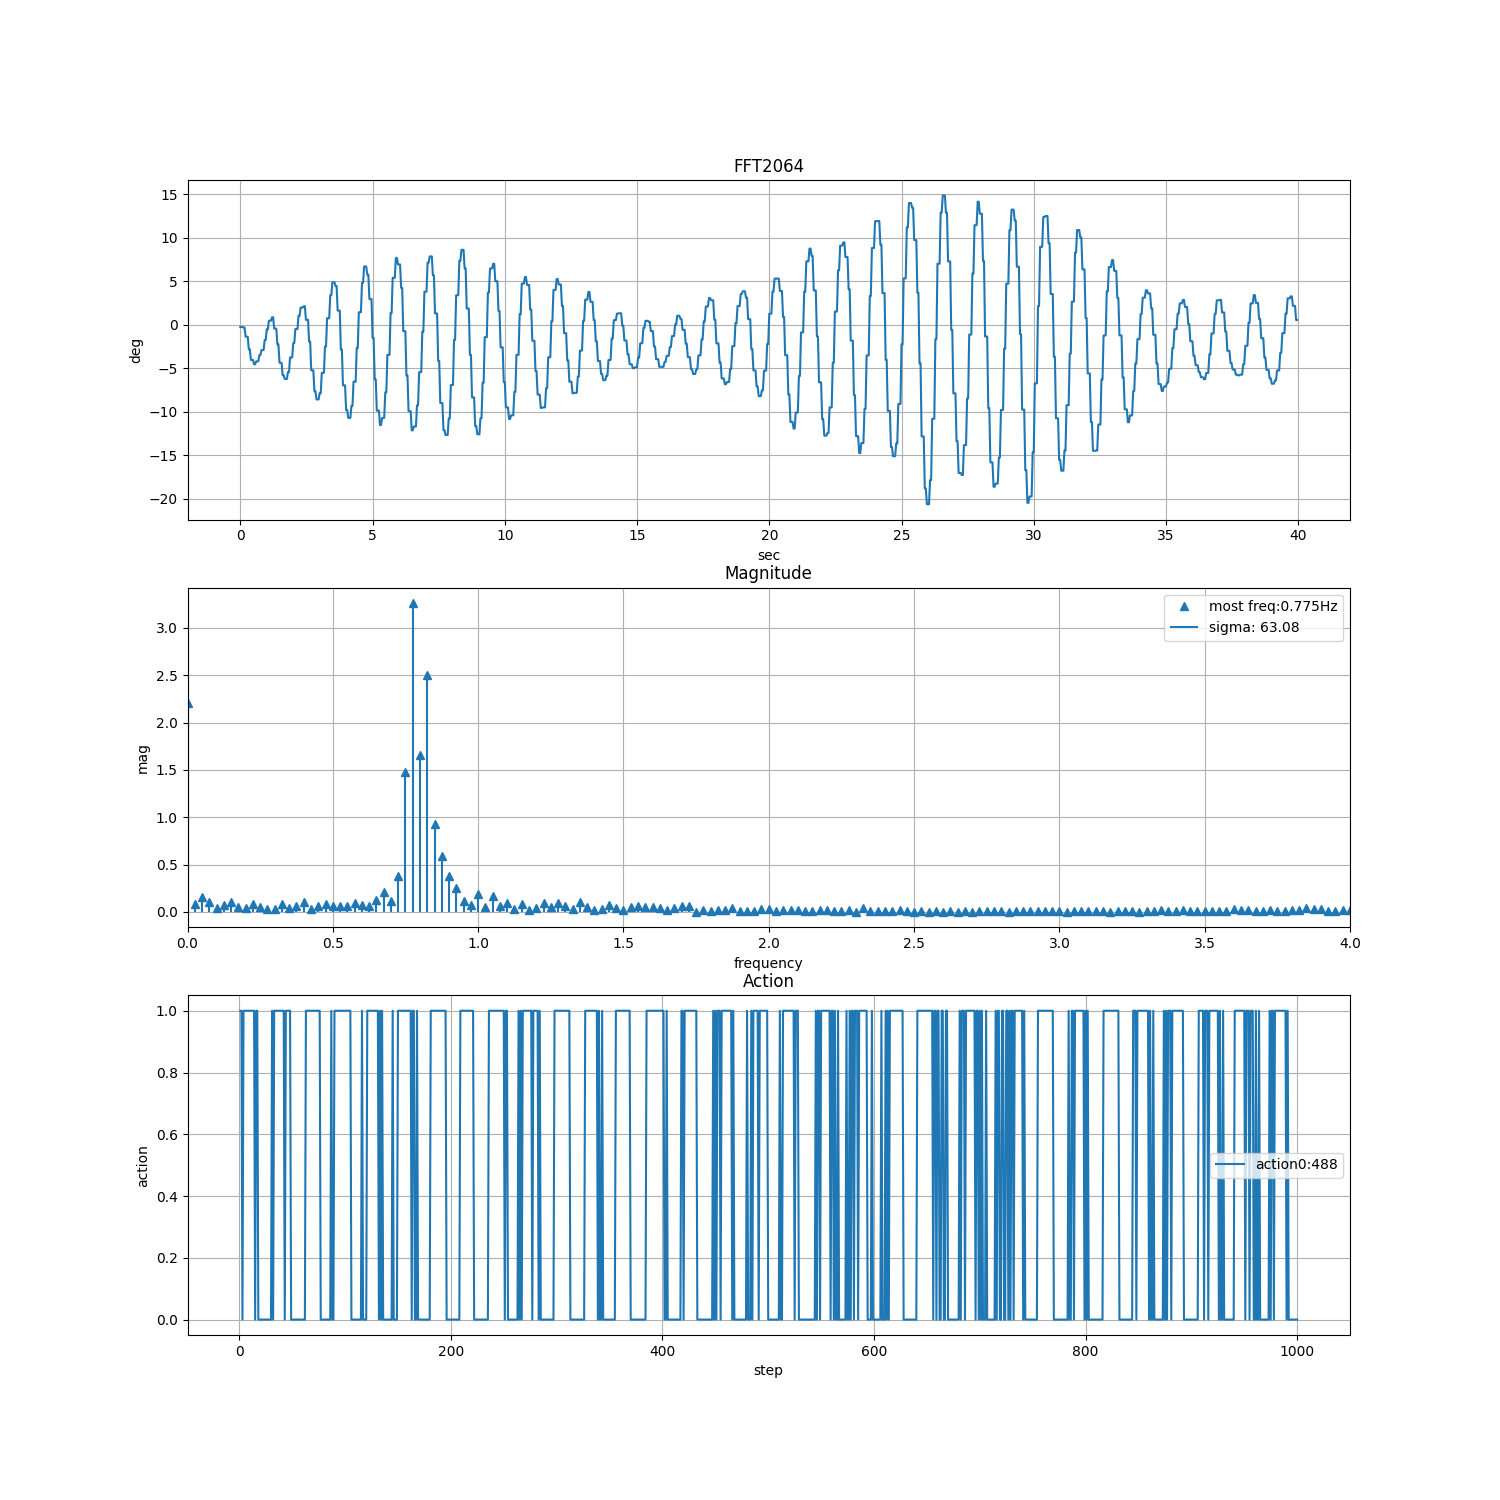 FFT2064
15
10
5
0
−5
−10
−15
−20
deg
0 5 10 15 20 25 30 35 40
sec
Magnitude
most freq:0.775Hz
sigma: 63.08
3.0
2.5
2.0
1.5
1.0
0.5
0.0
mag
0.0 0.5 1.0 1.5 2.0 2.5 3.0 3.5 4.0
frequency
Action
1.0
0.8
0.6
0.4
0.2
0.0
action
action0:488
0 200 400 600 800 1000
step